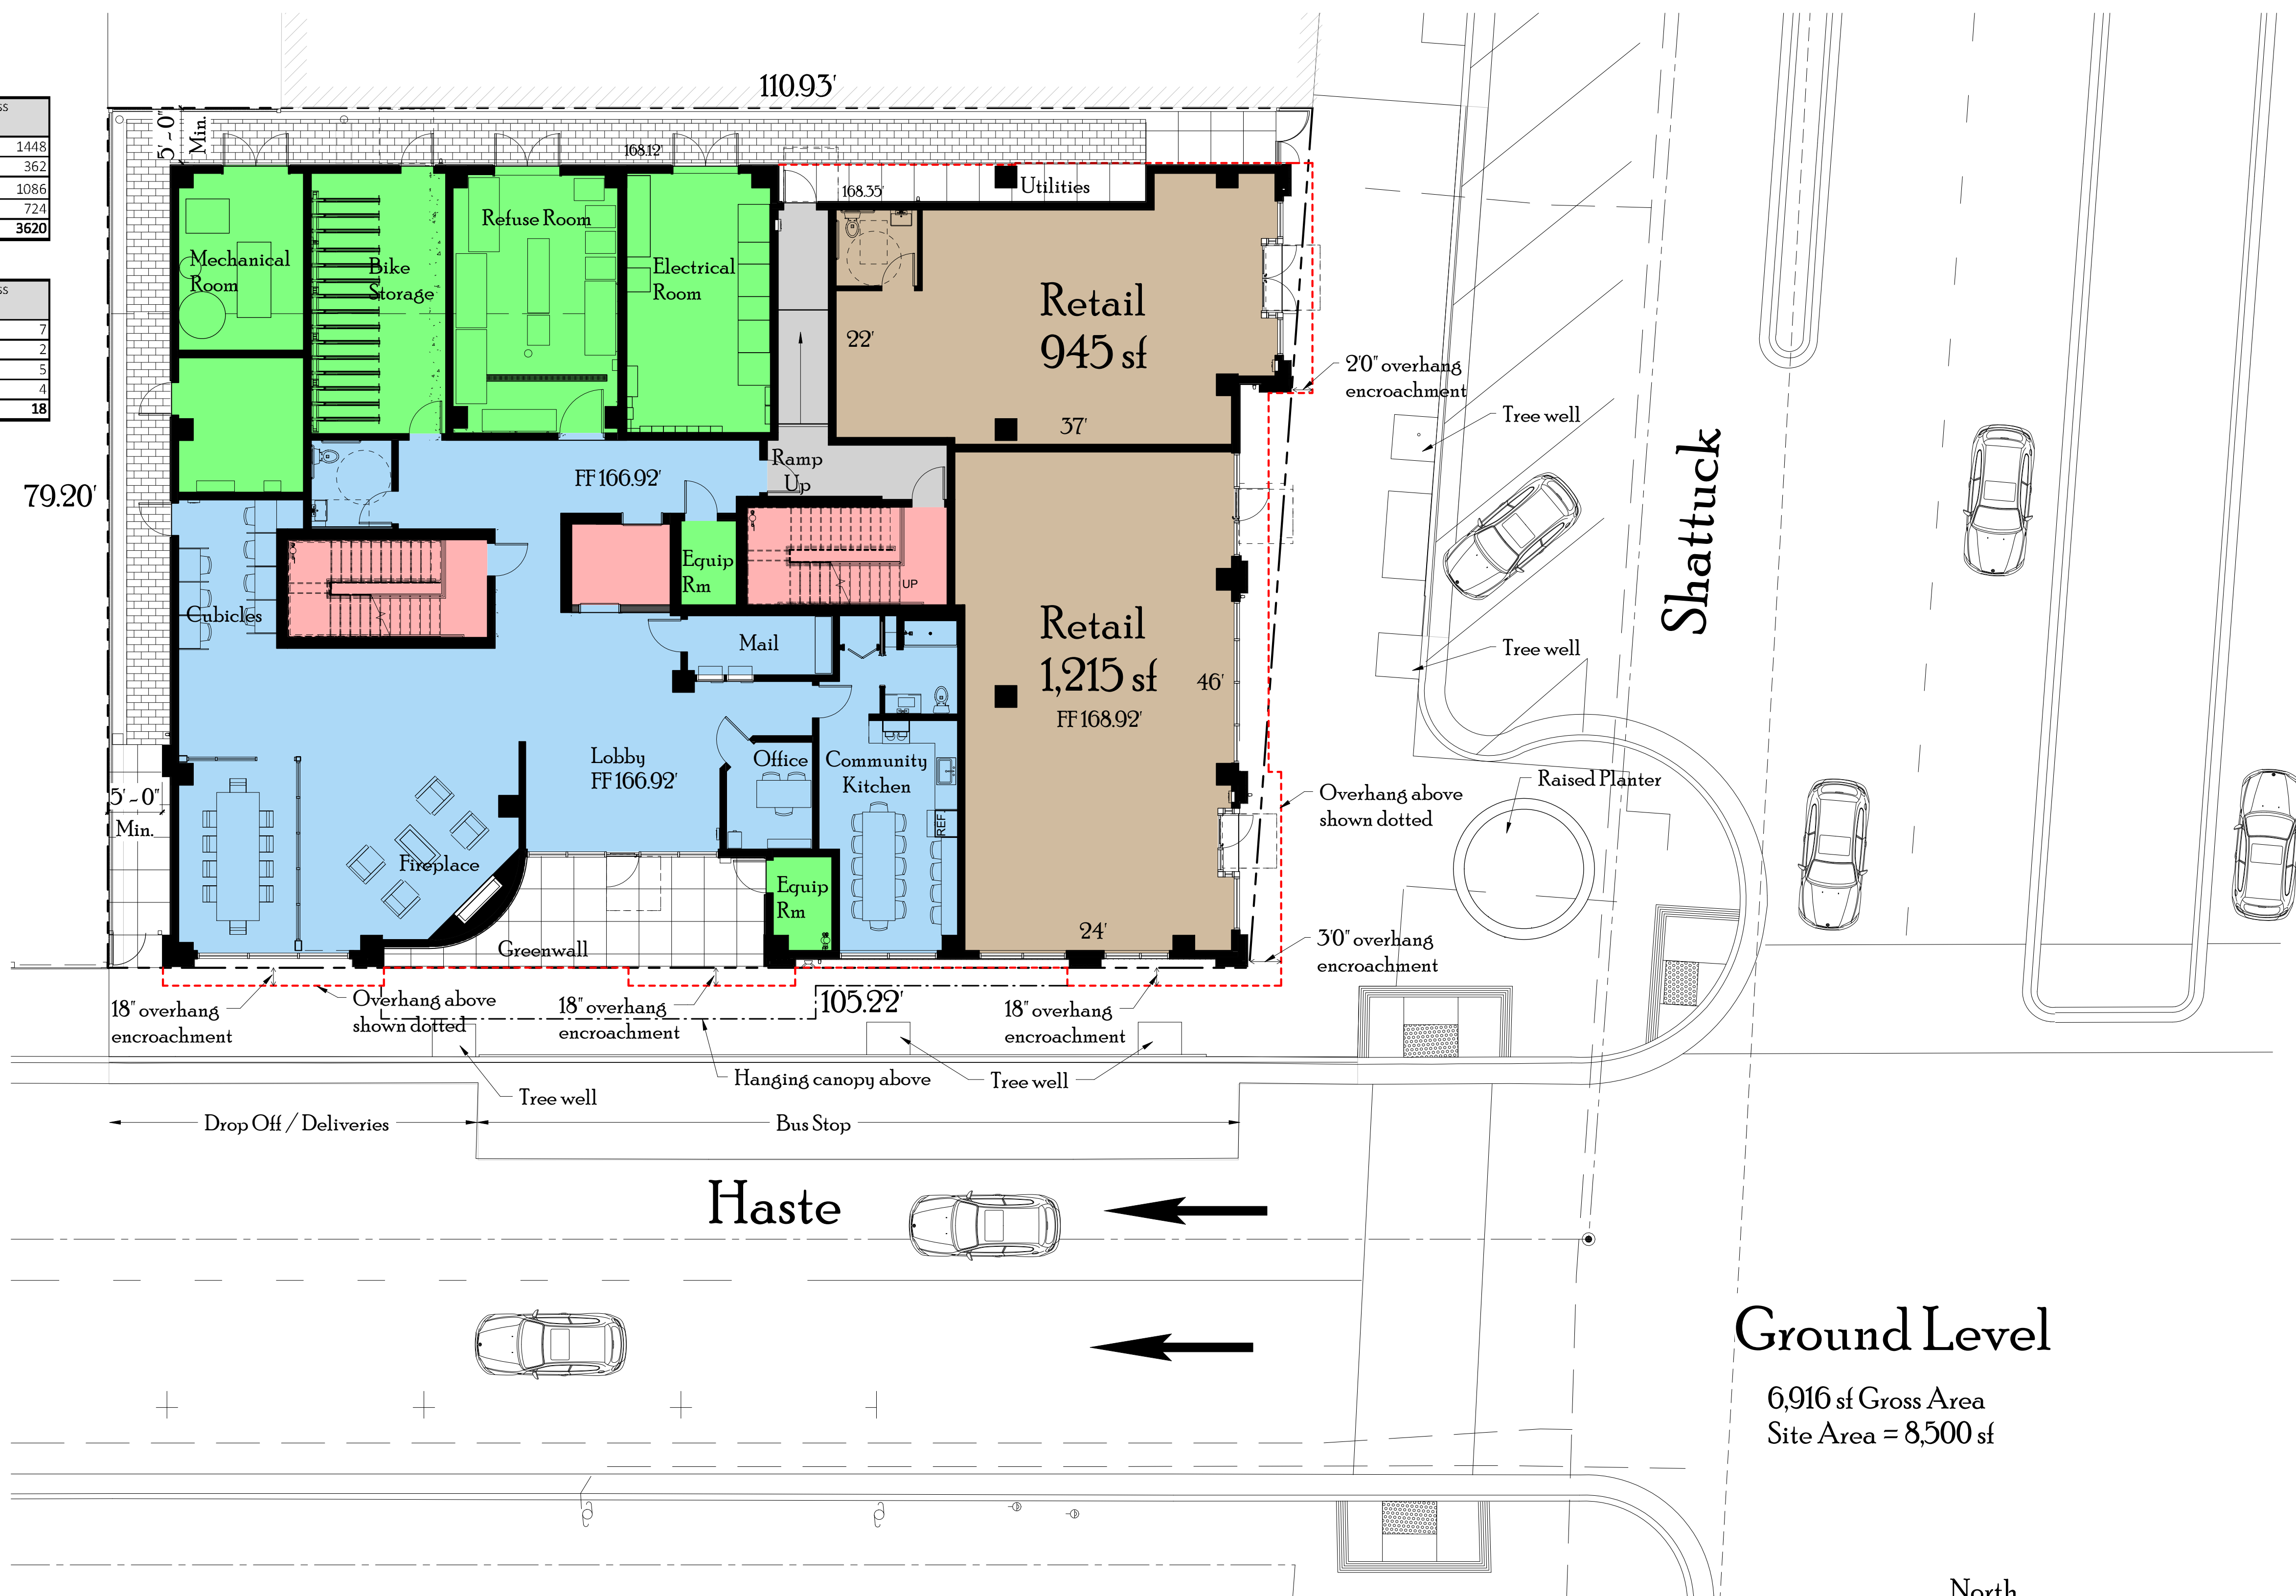 ss
1448
362
1086
724
3620
ss
7
2
5
4
18
110.93'
5'~0"
Min.
168.12'
168.35'
Utilities
Mechanical
Room
Bike
Storage
Refuse Room
Electrical
Room
Retail
945 sf
22'
37'
2'0" overhang
encroachment
Tree well
79.20'
FF 166.92'
Ramp
Up
Equip
Rm
UP
Cubicles
Mail
Retail
1,215 sf
46'
FF 168.92'
Tree well
Shattuck
Lobby
FF 166.92'
Office
Community
Kitchen
REF
Raised Planter
Overhang above
shown dotted
5'~0"
Min.
Fireplace
Equip
Rm
24'
Greenwall
3'0" overhang
encroachment
18" overhang
encroachment
Overhang above
shown dotted
18" overhang
encroachment
105.22'
18" overhang
encroachment
Hanging canopy above
Tree well
Tree well
Drop Off / Deliveries
Bus Stop
Haste
Ground Level
6,916 sf Gross Area
Site Area = 8,500 sf
North